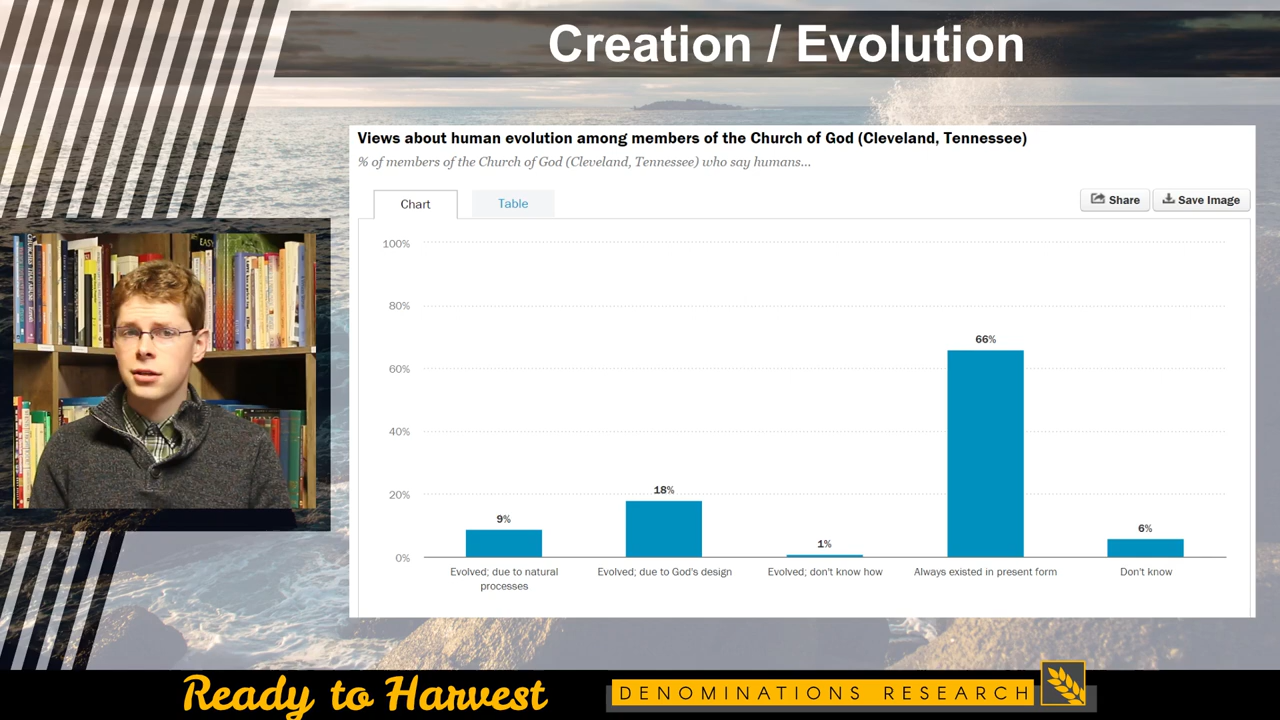 Creation / Evolution
Views about human evolution among members of the Church of God (Cleveland, Tennessee)
% of members of the Church of God (Cleveland, Tennessee) who say humans...
Chart
Table
Share
Save Image
100%
80%
60%
40%
20%
0%
9%
18%
1%
66%
6%
Evolved; due to natural
processes
Evolved; due to God's design
Evolved; don't know how
Always existed in present form
Don't know
EASY
Ready to Harvest
DENOMINATIONS RESEARCH